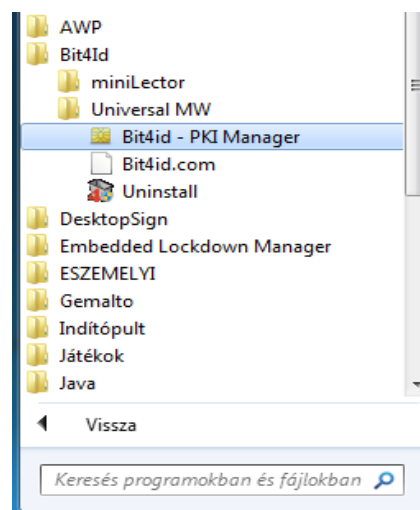 AWP
Bit4Id
miniLector
Universal MW
Bit4id - PKI Manager
Bit4id.com
Uninstall
DesktopSign
Embedded Lockdown Manager
ESZEMELYI
Gemalto
Indítópult
Játékok
Java
Vissza
Keresés programokban és fájlokban